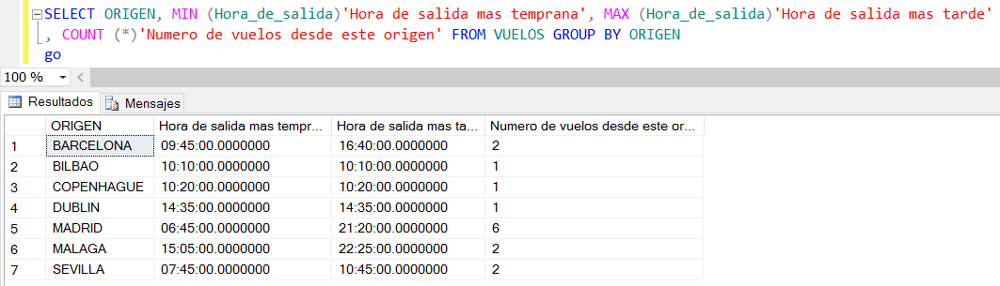 SELECT ORIGEN, MIN (Hora_de_salida)'Hora de salida mas temprana', MAX (Hora_de_salida)'Hora de salida mas tarde'
, COUNT (*)'Numero de vuelos desde este origen' FROM VUELOS GROUP BY ORIGEN
go
100 %
Resultados Mensajes
ORIGEN Hora de salida mas tempr... Hora de salida mas ta... Numero de vuelos desde este or...
1 BARCELONA 09:45:00.0000000 16:40:00.0000000 2
2 BILBAO 10:10:00.0000000 10:10:00.0000000 1
3 COPENHAGUE 10:20:00.0000000 10:20:00.0000000 1
4 DUBLIN 14:35:00.0000000 14:35:00.0000000 1
5 MADRID 06:45:00.0000000 21:20:00.0000000 6
6 MALAGA 15:05:00.0000000 22:25:00.0000000 2
7 SEVILLA 07:45:00.0000000 10:45:00.0000000 2